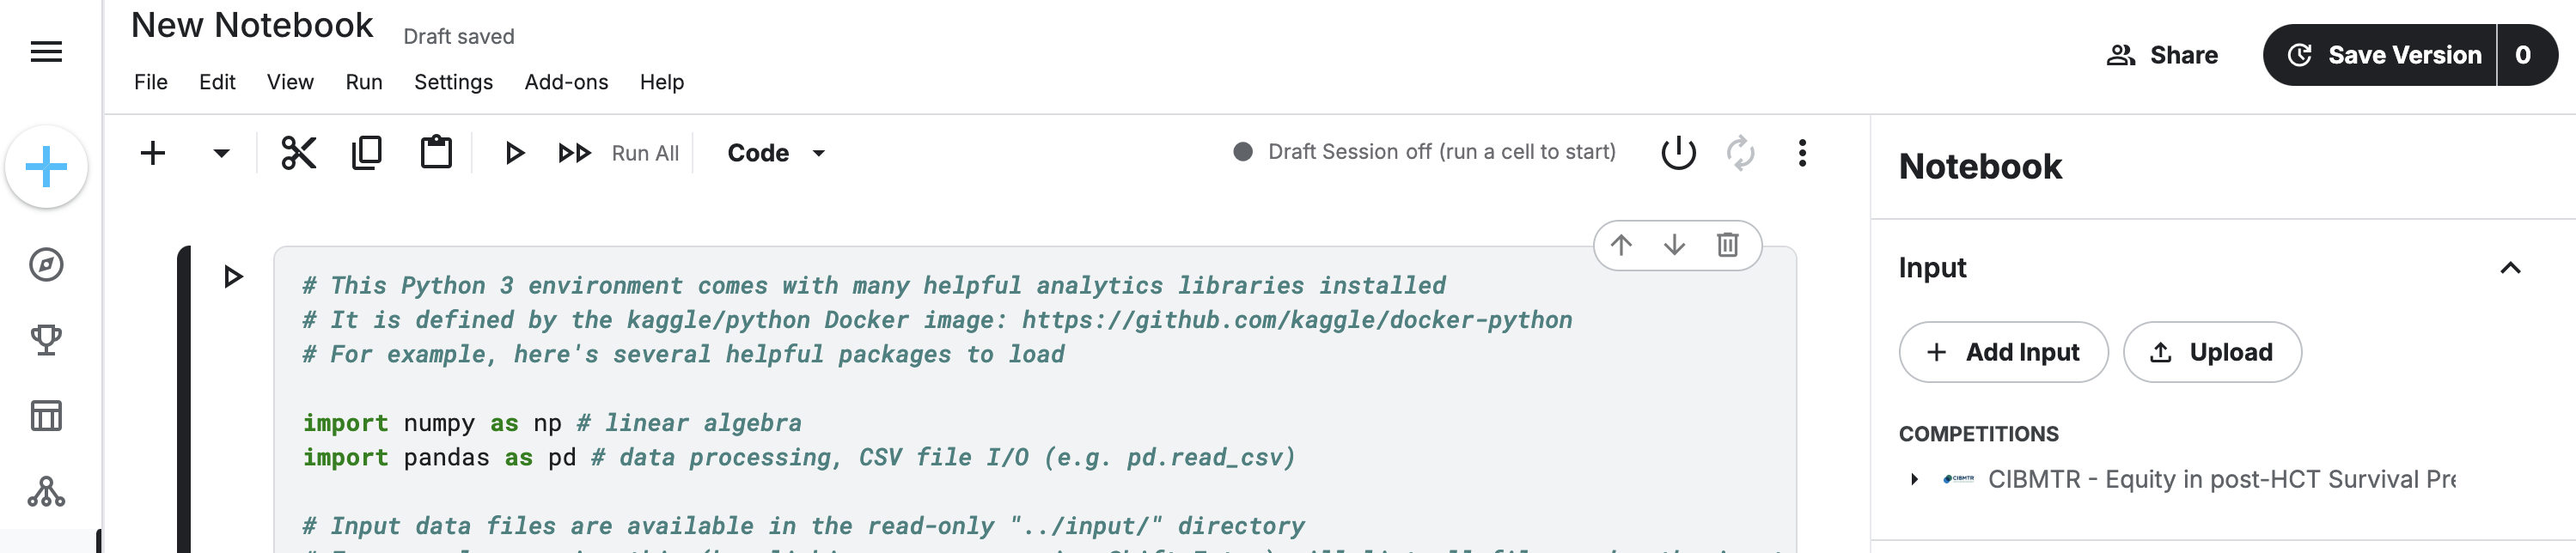 New Notebook Draft saved
File Edit View Run Settings Add-ons Help
Share
Save Version 0
Run All Code
Draft Session off (run a cell to start)
# This Python 3 environment comes with many helpful analytics libraries installed
# It is defined by the kaggle/python Docker image: https://github.com/kaggle/docker-python
# For example, here's several helpful packages to load
import numpy as np # linear algebra
import pandas as pd # data processing, CSV file I/O (e.g. pd.read_csv)
# Input data files are available in the read-only "../input/" directory
Notebook
Input
+ Add Input Upload
COMPETITIONS
CIBMTR CIBMTR - Equity in post-HCT Survival Pre